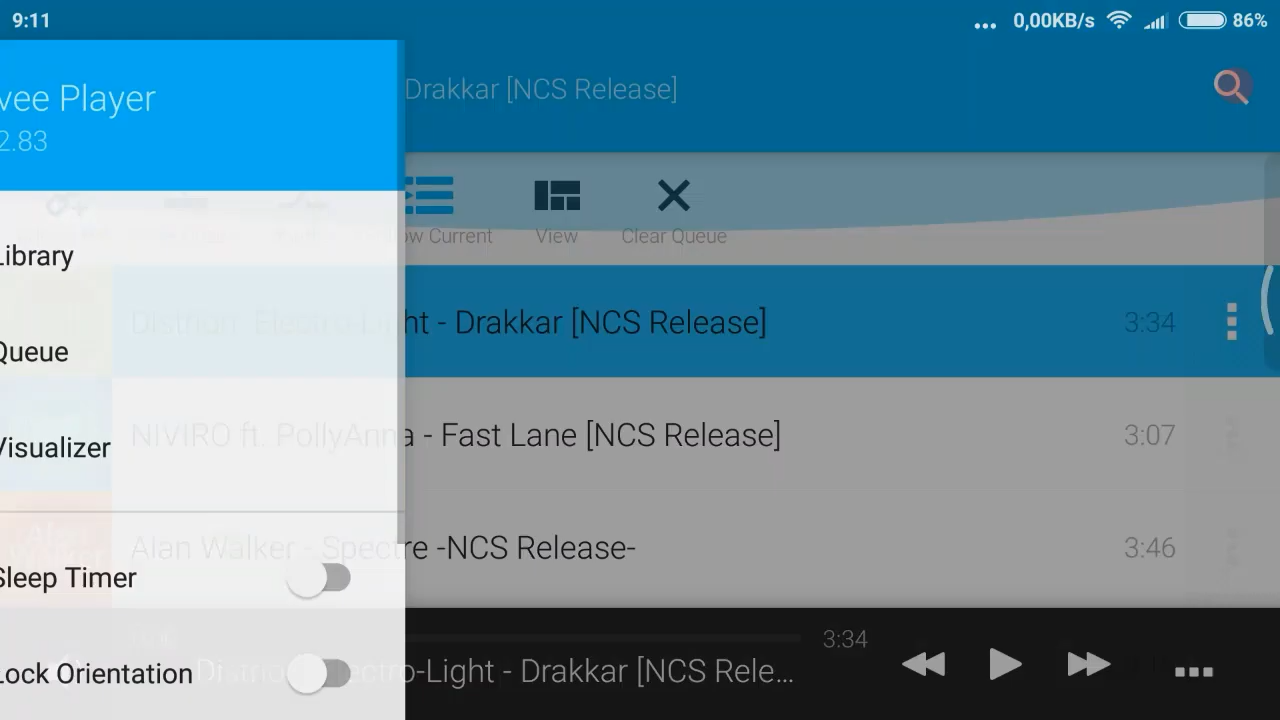 9:11
0,00KB/s
86%
vee Player
2.83
Drakkar [NCS Release]
ow Current
View
Clear Queue
Library
Queue
Visualizer
Sleep Timer
Lock Orientation
Electro-Light - Drakkar [NCS Release]
3:34
NIVIRO ft. PollyAnna - Fast Lane [NCS Release]
3:07
Alan Walker - Spectre -NCS Release-
3:46
3:34
Electro-Light - Drakkar [NCS Rele...